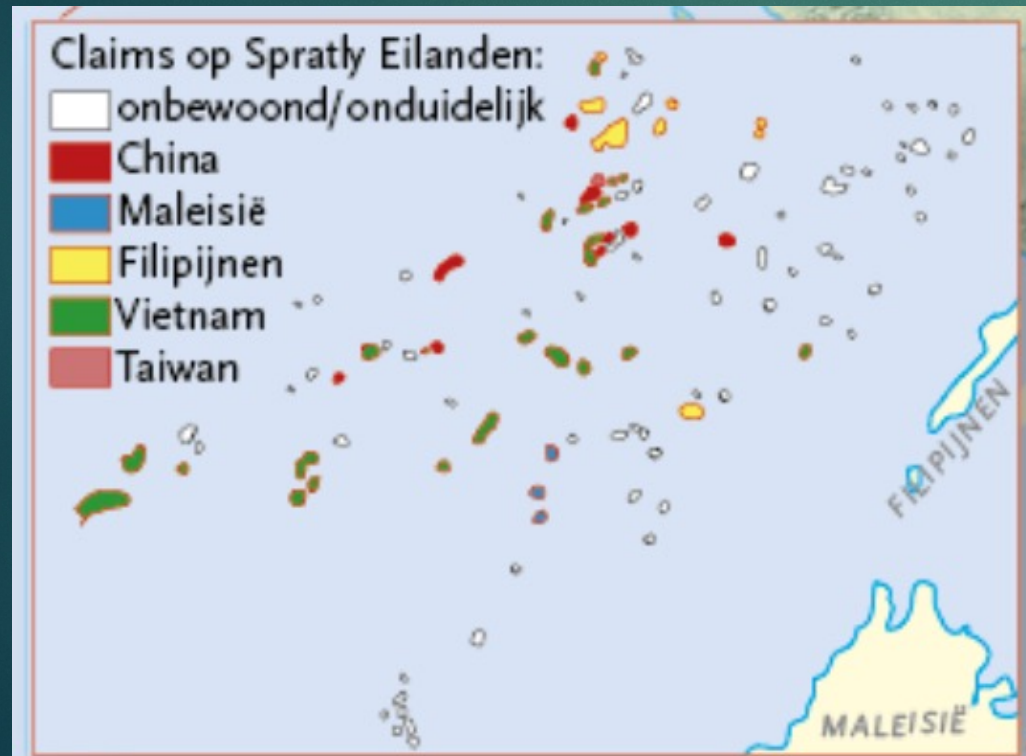 Claims op Spratly Eilanden:
onbewoond/onduidelijk
China
Maleisië
Filipijnen
Vietnam
Taiwan
FILIPIJNEN
MALEISIË